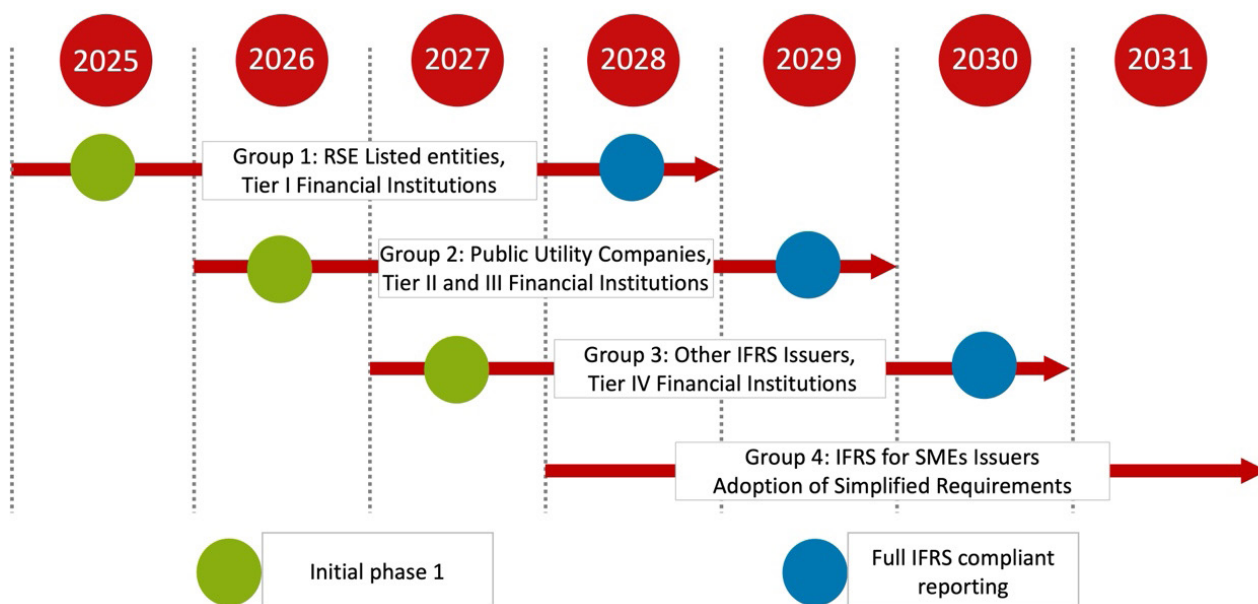 2025
2026
2027
2028
2029
2030
2031
Group 1: RSE Listed entities,
Tier I Financial Institutions
Group 2: Public Utility Companies,
Tier II and III Financial Institutions
Group 3: Other IFRS Issuers,
Tier IV Financial Institutions
Group 4: IFRS for SMEs Issuers
Adoption of Simplified Requirements
Initial phase 1
Full IFRS compliant
reporting